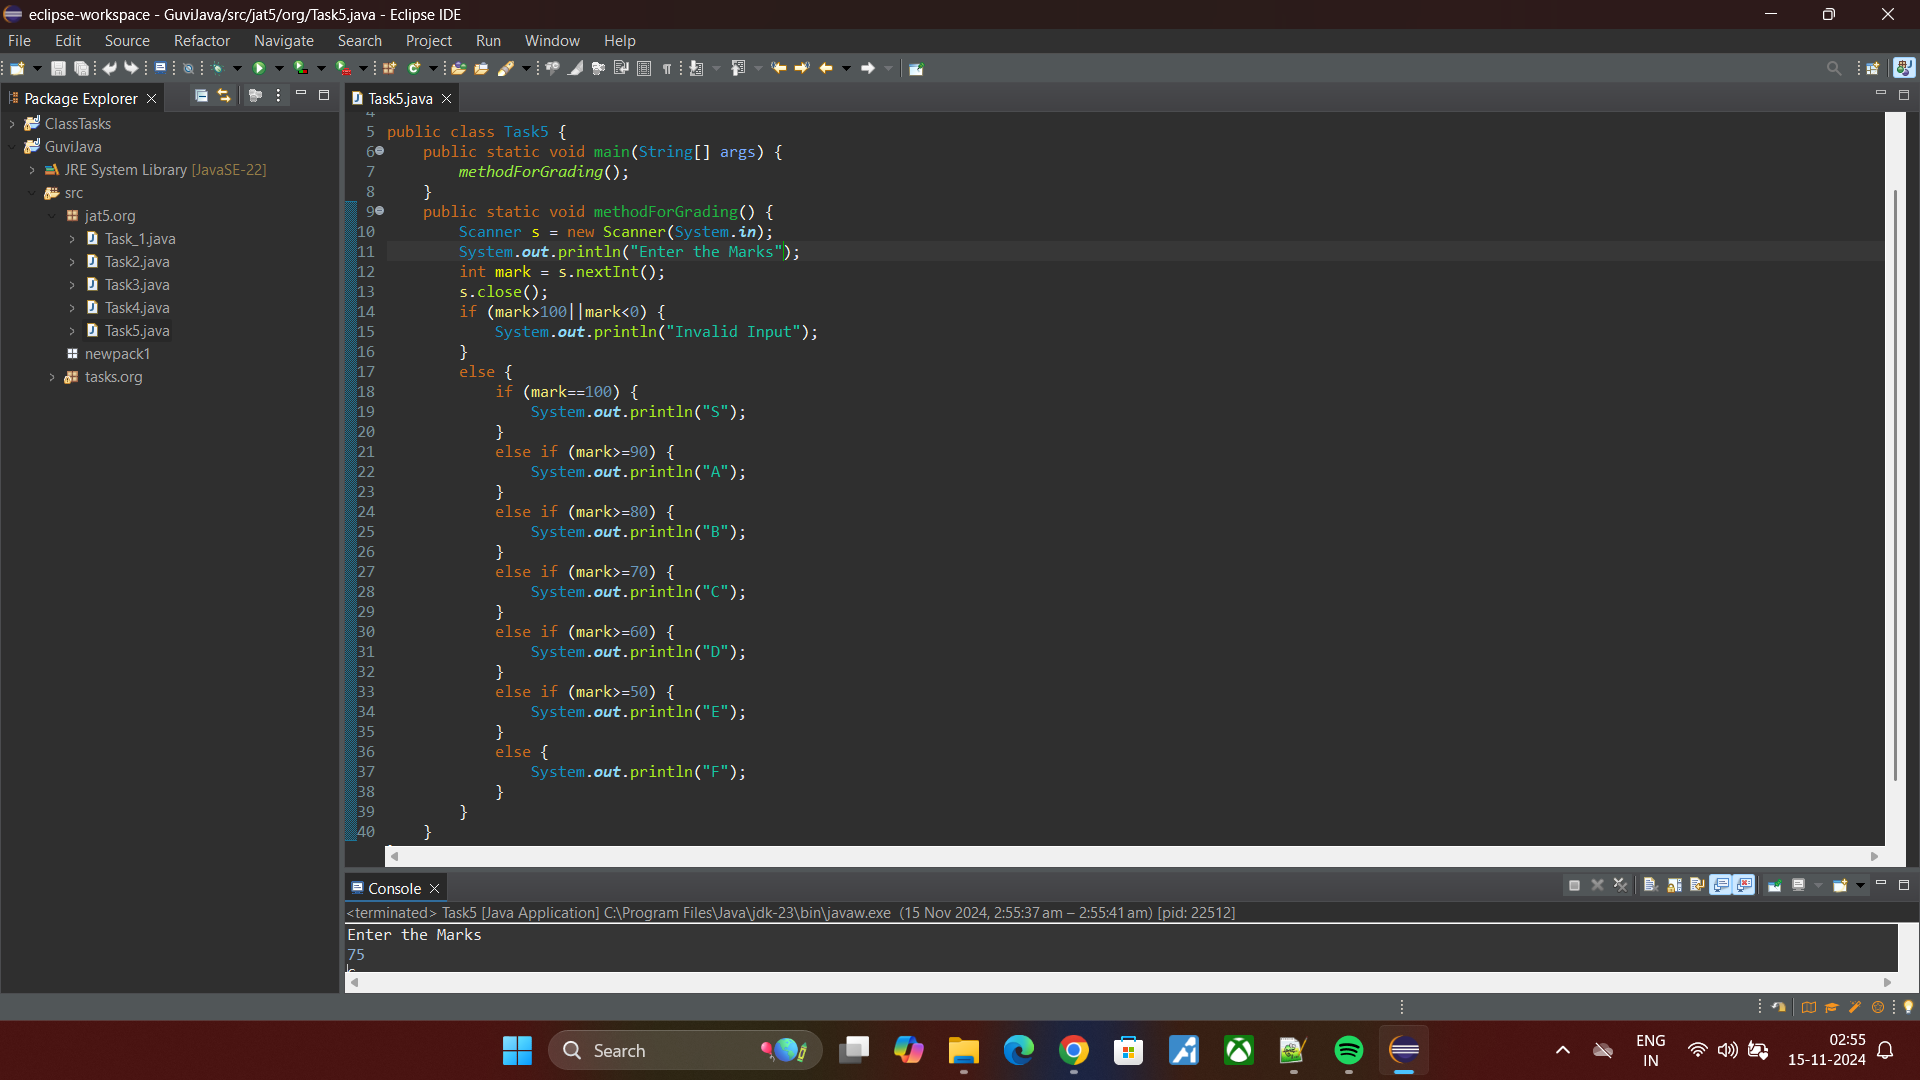 eclipse-workspace - GuviJava/src/jat5/org/Task5.java - Eclipse IDE
File Edit Source Refactor Navigate Search Project Run Window Help
Package Explorer
ClassTasks
GuviJava
JRE System Library [JavaSE-22]
src
jat5.org
Task_1.java
Task2.java
Task3.java
Task4.java
Task5.java
newpack1
tasks.org
Task5.java
5 public class Task5 {
6 public static void main(String[] args) {
7 methodForGrading();
8 }
9 public static void methodForGrading() {
10 Scanner s = new Scanner(System.in);
11 System.out.println("Enter the Marks");
12 int mark = s.nextInt();
13 s.close();
14 if (mark>100||mark<0) {
15 System.out.println("Invalid Input");
16 }
17 else {
18 if (mark==100) {
19 System.out.println("S");
20 }
21 else if (mark>=90) {
22 System.out.println("A");
23 }
24 else if (mark>=80) {
25 System.out.println("B");
26 }
27 else if (mark>=70) {
28 System.out.println("C");
29 }
30 else if (mark>=60) {
31 System.out.println("D");
32 }
33 else if (mark>=50) {
34 System.out.println("E");
35 }
36 else {
37 System.out.println("F");
38 }
39 }
40 }
Console
<terminated> Task5 [Java Application] C:\Program Files\Java\jdk-23\bin\javaw.exe (15 Nov 2024, 2:55:37 am – 2:55:41 am) [pid: 22512]
Enter the Marks
75
Search
ENG
IN
02:55
15-11-2024